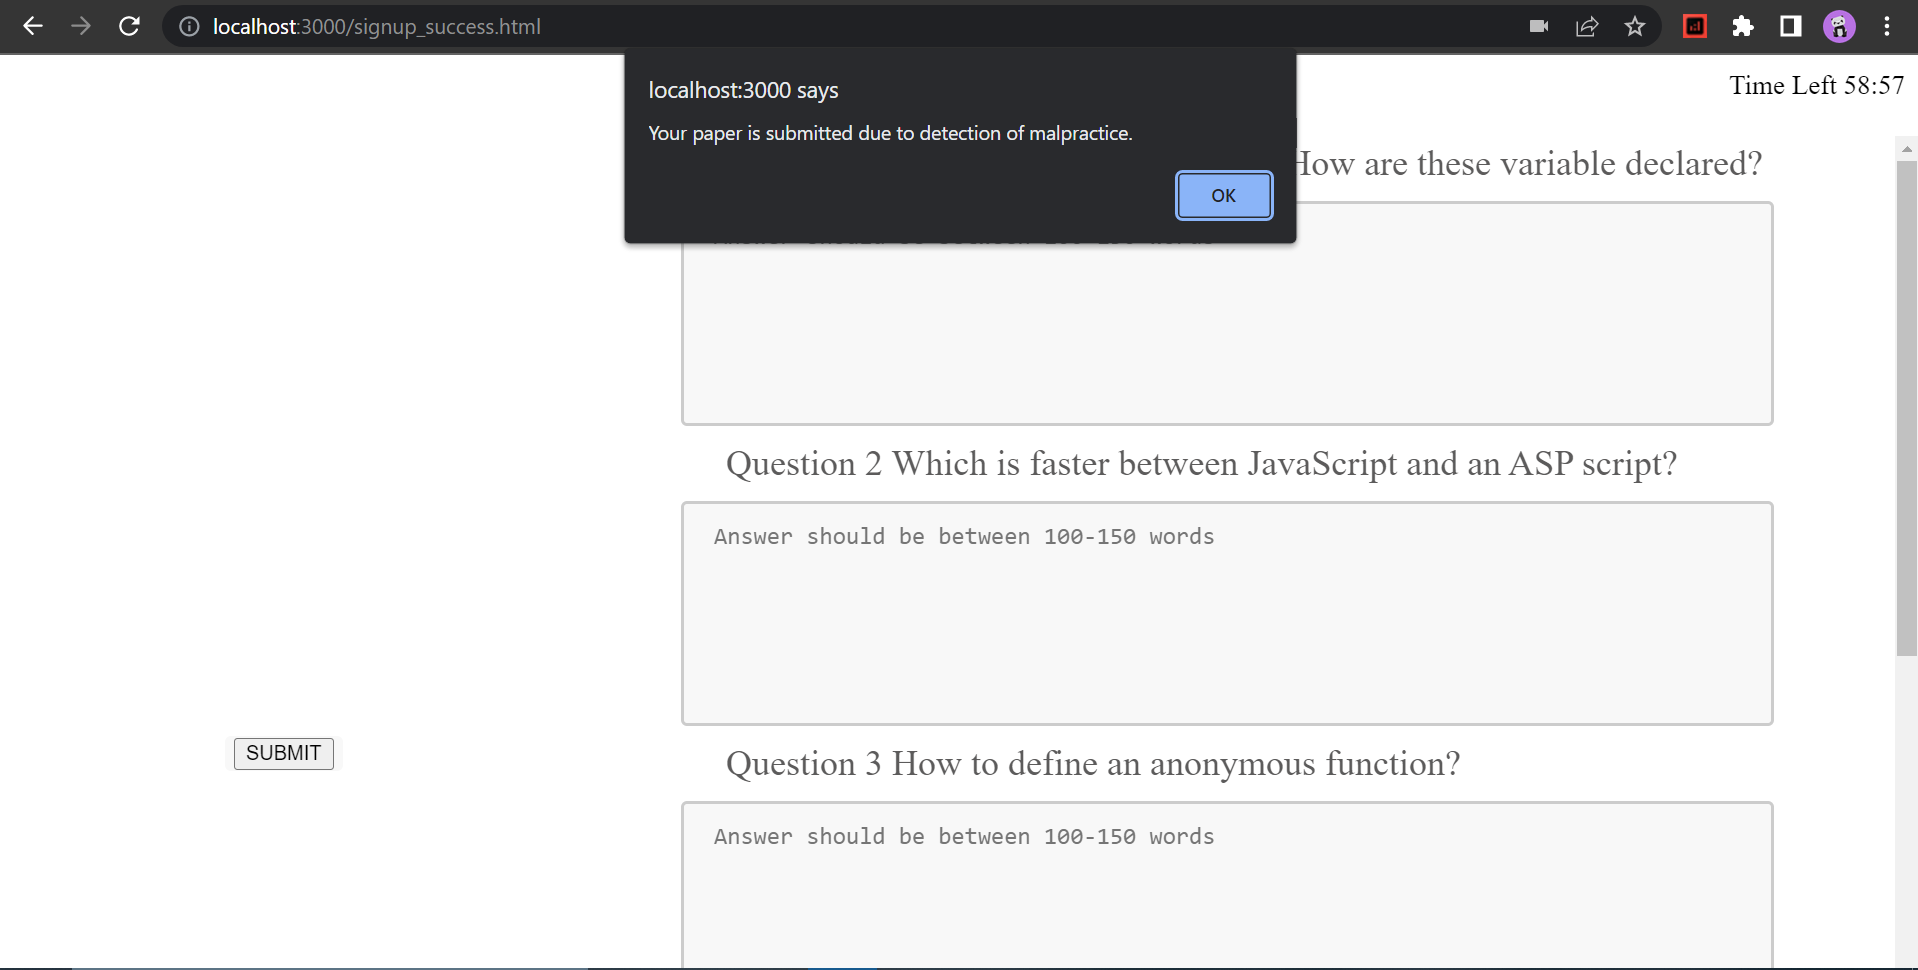 localhost:3000/signup_success.html
localhost:3000 says
Your paper is submitted due to detection of malpractice.
OK
Time Left 58:57
How are these variable declared?
Question 2 Which is faster between JavaScript and an ASP script?
Answer should be between 100-150 words
SUBMIT
Question 3 How to define an anonymous function?
Answer should be between 100-150 words